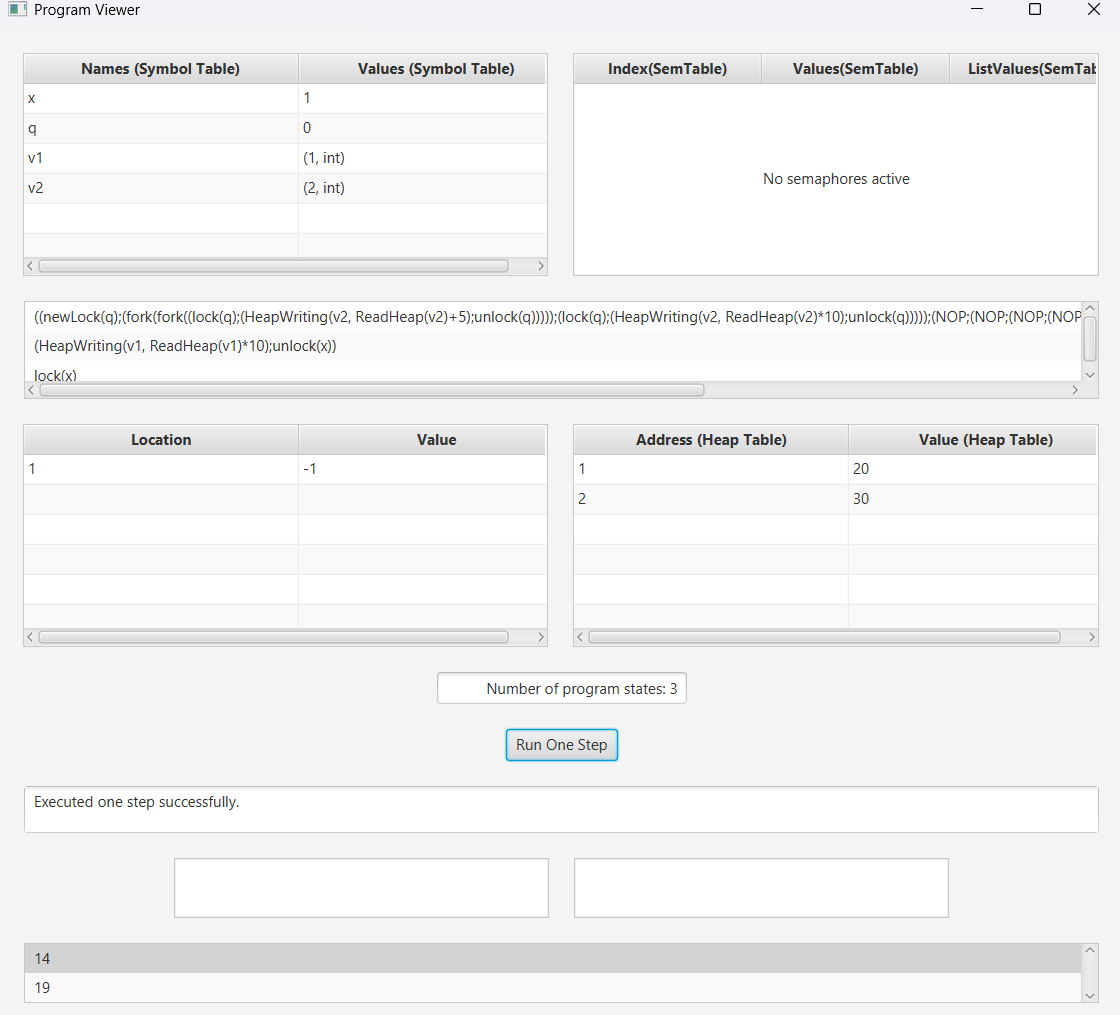 Program Viewer
Names (Symbol Table) Values (Symbol Table)
x 1
q 0
v1 (1, int)
v2 (2, int)
Index(SemTable) Values(SemTable) ListValues(SemTab
No semaphores active
((newLock(q);(fork(fork((lock(q);(HeapWriting(v2, ReadHeap(v2)+5);unlock(q)))));(lock(q);(HeapWriting(v2, ReadHeap(v2)*10);unlock(q)))));(NOP;(NOP;(NOP;(NOP
(HeapWriting(v1, ReadHeap(v1)*10);unlock(x))
lock(x)
Location Value
1 -1
Address (Heap Table) Value (Heap Table)
1 20
2 30
Number of program states: 3
Run One Step
Executed one step successfully.
14
19